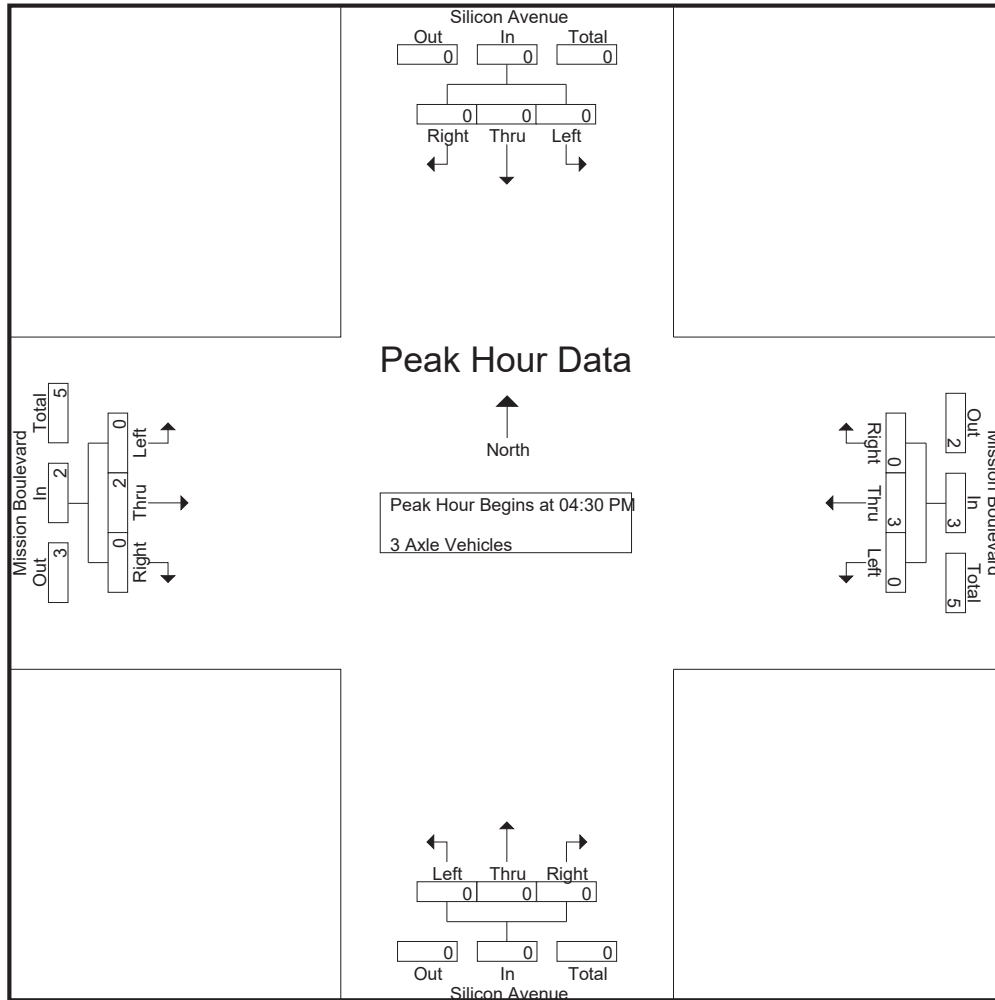 Silicon Avenue
Out In Total
0 0 0
0 0 0
Right Thru Left
Peak Hour Data
North
Peak Hour Begins at 04:30 PM
3 Axle Vehicles
Mission Boulevard
Out In Total
3 2 5
Left Thru Right
0 2 0
Mission Boulevard
Out In Total
2 3 5
Right Thru Left
0 3 0
Left Thru Right
0 0 0
0 0 0
Out In Total
Silicon Avenue